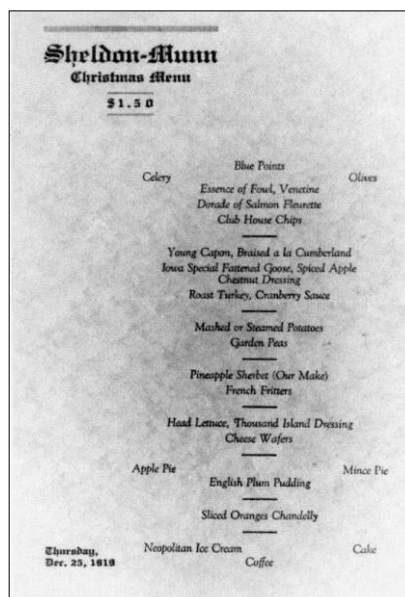 Sheldon-Munn
Christmas Menu
$1.50
Blue Points
Celery Olives
Essence of Fowl, Venetine
Dorade of Salmon Fleurette
Club House Chips
Young Capon, Braised a la Cumberland
Iowa Special Fattened Goose, Spiced Apple
Chestnut Dressing
Roast Turkey, Cranberry Sauce
Mashed or Steamed Potatoes
Garden Peas
Pineapple Sherbet (Our Make)
French Fritters
Head Lettuce, Thousand Island Dressing
Cheese Wafers
Apple Pie Mince Pie
English Plum Pudding
Sliced Oranges Chandelly
Neopolitan Ice Cream Cake
Coffee
Thursday,
Dec. 25, 1919